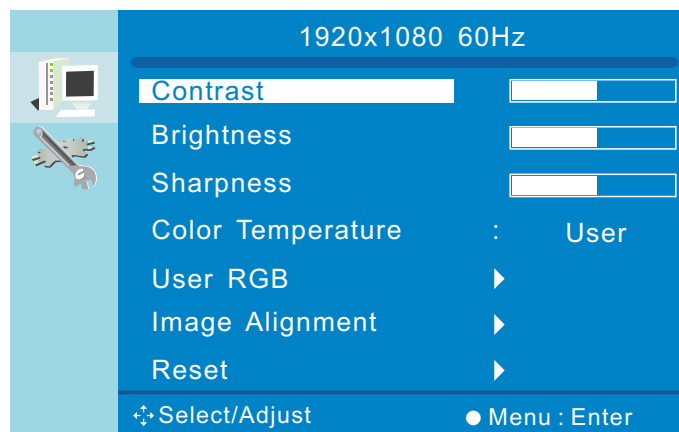 1920x1080 60Hz
Contrast
Brightness
Sharpness
Color Temperature : User
User RGB
Image Alignment
Reset
Select/Adjust Menu : Enter